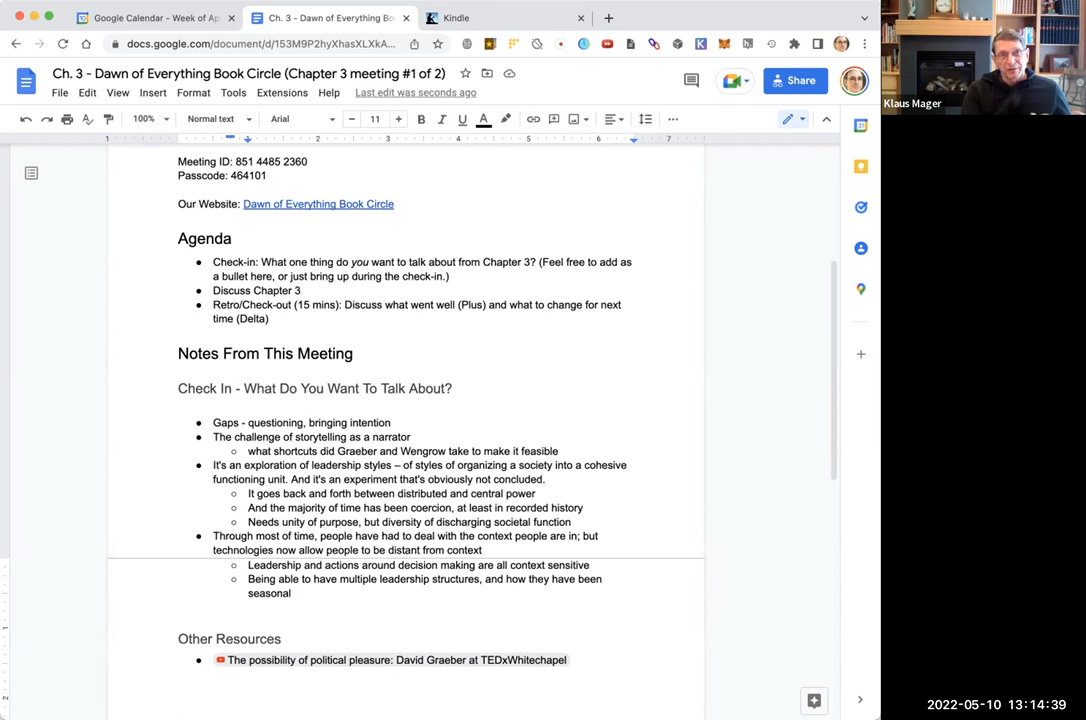 Google Calendar - Week of Ap
Ch. 3 - Dawn of Everything Bo
Kindle
docs.google.com/document/d/153M9P2hyXhasXLXkA...
Ch. 3 - Dawn of Everything Book Circle (Chapter 3 meeting #1 of 2)
Share
File Edit View Insert Format Tools Extensions Help Last edit was seconds ago
100% Normal text Arial 11 B I U A
1 1 2 3 4 5 6 7
Meeting ID: 851 4485 2360
Passcode: 464101
Our Website: Dawn of Everything Book Circle
Agenda
● Check-in: What one thing do you want to talk about from Chapter 3? (Feel free to add as
a bullet here, or just bring up during the check-in.)
● Discuss Chapter 3
● Retro/Check-out (15 mins): Discuss what went well (Plus) and what to change for next
time (Delta)
Notes From This Meeting
Check In - What Do You Want To Talk About?
● Gaps - questioning, bringing intention
● The challenge of storytelling as a narrator
○ what shortcuts did Graeber and Wengrow take to make it feasible
● It's an exploration of leadership styles – of styles of organizing a society into a cohesive
functioning unit. And it's an experiment that's obviously not concluded.
○ It goes back and forth between distributed and central power
○ And the majority of time has been coercion, at least in recorded history
○ Needs unity of purpose, but diversity of discharging societal function
● Through most of time, people have had to deal with the context people are in; but
technologies now allow people to be distant from context
○ Leadership and actions around decision making are all context sensitive
○ Being able to have multiple leadership structures, and how they have been
seasonal
Other Resources
● The possibility of political pleasure: David Graeber at TEDxWhitechapel
Klaus Mager
2022-05-10 13:14:39